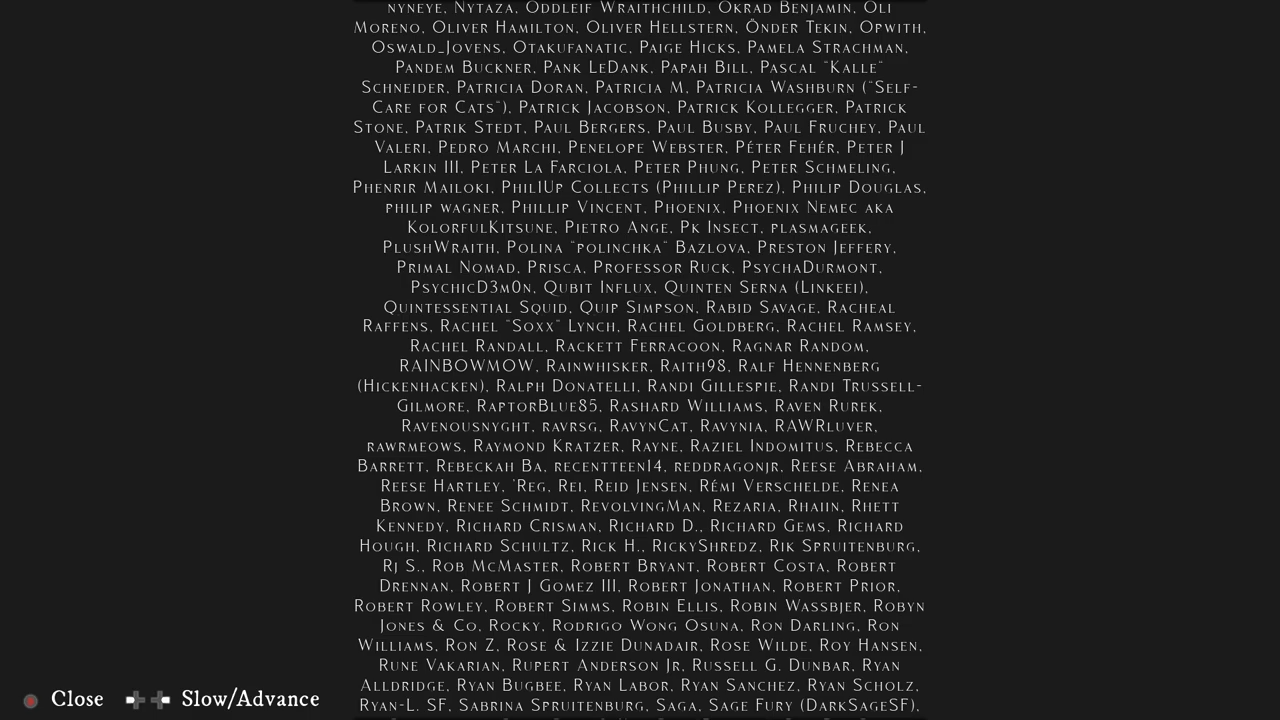 nyneye, Nytaza, Oddleif Wraithchild, Okrad Benjamin, Oli
Moreno, Oliver Hamilton, Oliver Hellstern, Önder Tekin, Opwith,
Oswald_Jovens, Otakufanatic, Paige Hicks, Pamela Strachman,
Pandem Buckner, Pank LeDank, Papah Bill, Pascal "Kalle"
Schneider, Patricia Doran, Patricia M, Patricia Washburn ("Self-
Care for Cats"), Patrick Jacobson, Patrick Kollegger, Patrick
Stone, Patrik Stedt, Paul Bergers, Paul Busby, Paul Fruchey, Paul
Valeri, Pedro Marchi, Penelope Webster, Péter Fehér, Peter J
Larkin III, Peter La Farciola, Peter Phung, Peter Schmeling,
Phenrir Mailoki, Phil1Up Collects (Phillip Perez), Philip Douglas,
philip wagner, Phillip Vincent, Phoenix, Phoenix Nemec aka
KolorfulKitsune, Pietro Ange, Pk Insect, plasmageek,
PlushWraith, Polina "polinchka" Bazlova, Preston Jeffery,
Primal Nomad, Prisca, Professor Ruck, PsychaDurmont,
PsychicD3m0n, Qubit Influx, Quinten Serna (Linkeei),
Quintessential Squid, Quip Simpson, Rabid Savage, Racheal
Raffens, Rachel "Soxx" Lynch, Rachel Goldberg, Rachel Ramsey,
Rachel Randall, Rackett Ferracoon, Ragnar Random,
RAINBOWMOW, Rainwhisker, Raith98, Ralf Hennenberg
(Hickenhacken), Ralph Donatelli, Randi Gillespie, Randi Trussell-
Gilmore, RaptorBlue85, Rashard Williams, Raven Rurek,
Ravenousnyght, ravrsg, RavynCat, Ravynia, RAWRluver,
rawrmeows, Raymond Kratzer, Rayne, Raziel Indomitus, Rebecca
Barrett, Rebeckah Ba, recentteen14, reddragonjr, Reese Abraham,
Reese Hartley, 'Reg, Rei, Reid Jensen, Rémi Verschelde, Renea
Brown, Renee Schmidt, RevolvingMan, Rezaria, Rhaiin, Rhett
Kennedy, Richard Crisman, Richard D., Richard Gems, Richard
Hough, Richard Schultz, Rick H., RickyShredz, Rik Spruitenburg,
Rj S., Rob McMaster, Robert Bryant, Robert Costa, Robert
Drennan, Robert J Gomez III, Robert Jonathan, Robert Prior,
Robert Rowley, Robert Simms, Robin Ellis, Robin Wassbjer, Robyn
Jones & Co, Rocky, Rodrigo Wong Osuna, Ron Darling, Ron
Williams, Ron Z, Rose & Izzie Dunadair, Rose Wilde, Roy Hansen,
Rune Vakarian, Rupert Anderson Jr, Russell G. Dunbar, Ryan
Alldridge, Ryan Bugbee, Ryan Labor, Ryan Sanchez, Ryan Scholz,
Ryan-L. SF, Sabrina Spruitenburg, Saga, Sage Fury (DarkSageSF),
Close Slow/Advance